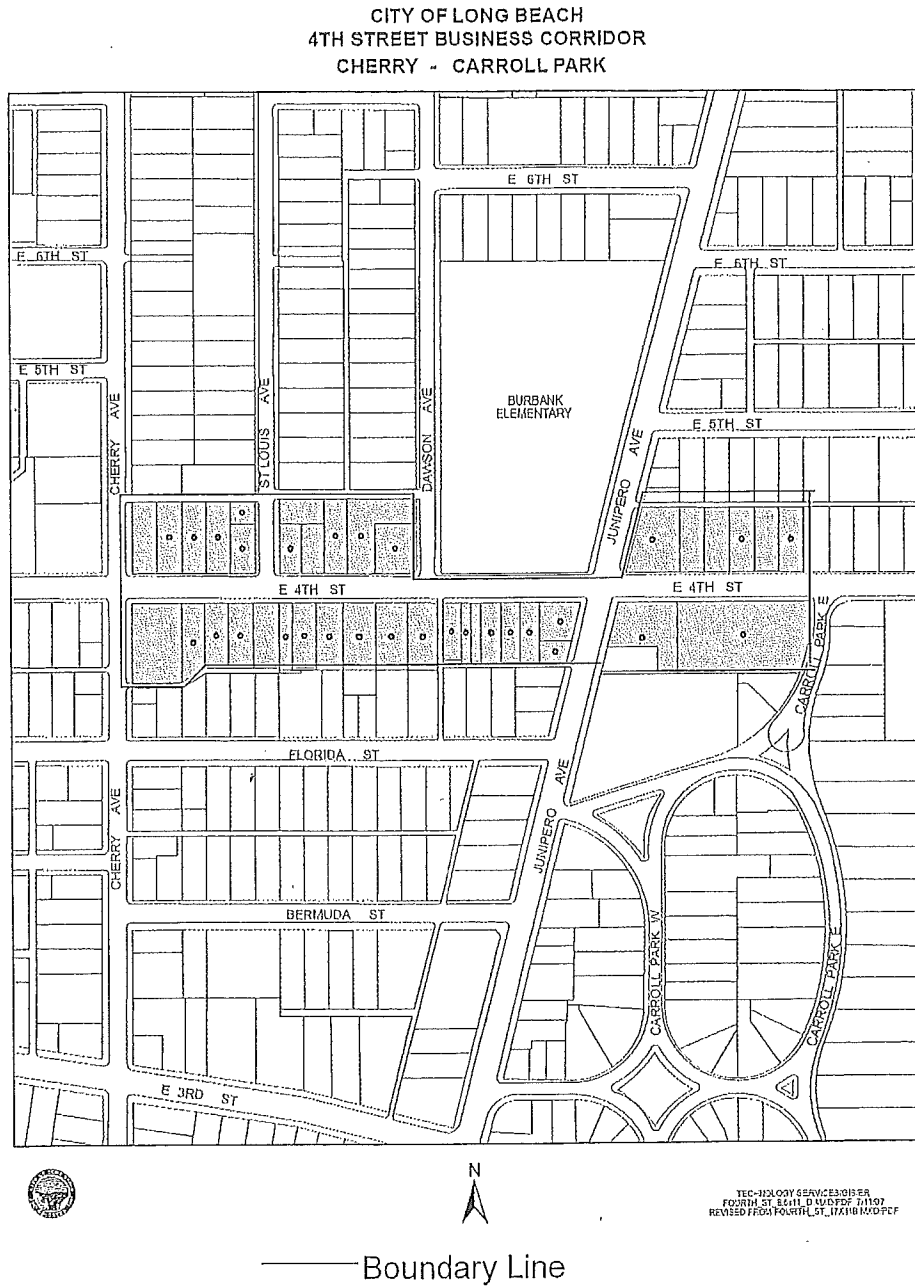 CITY OF LONG BEACH
4TH STREET BUSINESS CORRIDOR
CHERRY - CARROLL PARK
E 6TH ST
E 6TH ST
E 6TH ST
E 5TH ST
CHERRY AVE
ST LOUIS AVE
DAWSON AVE
BURBANK
ELEMENTARY
JUNIPERO AVE
E 5TH ST
E 4TH ST
E 4TH ST
CARROLL PARK E
FLORIDA ST
CHERRY AVE
JUNIPERO AVE
BERMUDA ST
CARROLL PARK W
CARROLL PARK E
E 3RD ST
N
Boundary Line